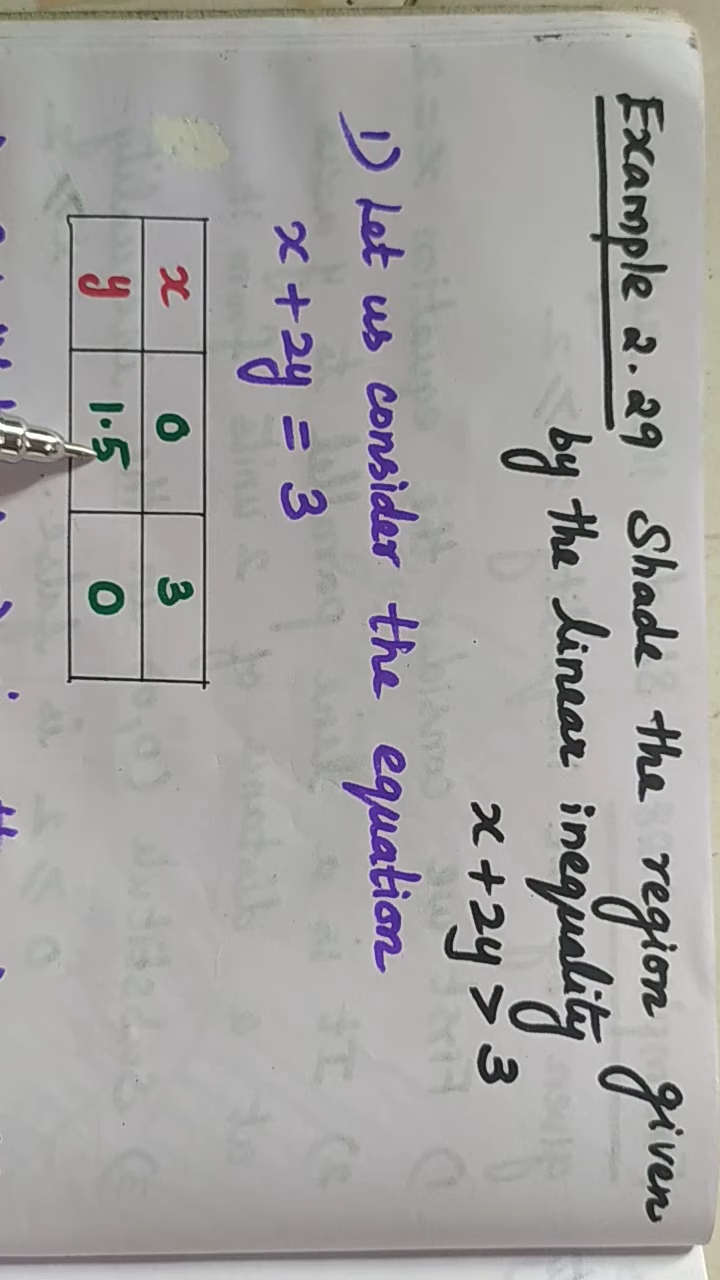 Example 2.29 Shade the region given
by the linear inequality
x + 2y > 3
1) Let us consider the equation
x + 2y = 3
x 0 3
y 1.5 0